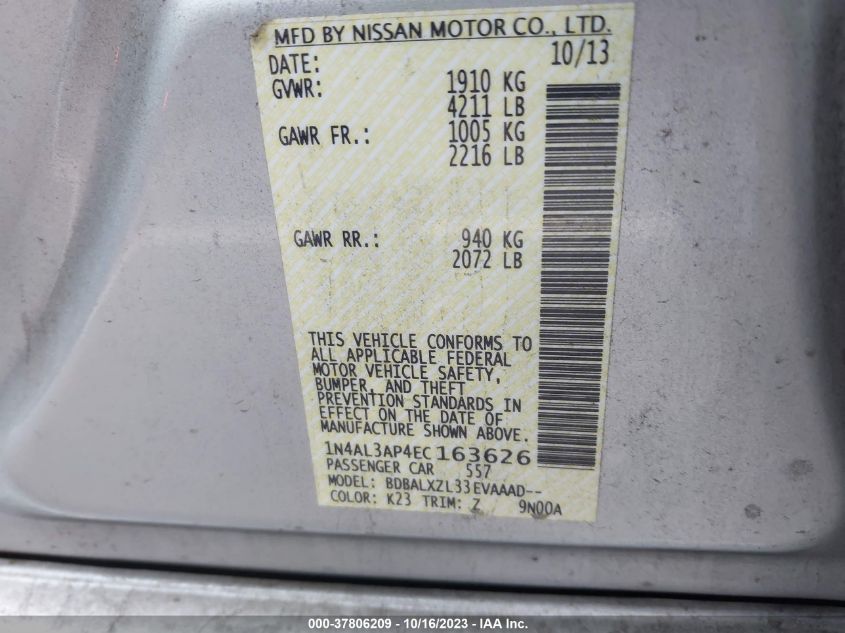 MFD BY NISSAN MOTOR CO., LTD.
DATE: 10/13
GVWR: 1910 KG
4211 LB
GAWR FR.: 1005 KG
2216 LB
GAWR RR.: 940 KG
2072 LB
THIS VEHICLE CONFORMS TO
ALL APPLICABLE FEDERAL
MOTOR VEHICLE SAFETY,
BUMPER, AND THEFT
PREVENTION STANDARDS IN
EFFECT ON THE DATE OF
MANUFACTURE SHOWN ABOVE.
1N4AL3AP4EC163626
PASSENGER CAR 557
MODEL: BDBALXZL33EVAAAD--
COLOR: K23 TRIM: Z 9N00A
000-37806209 - 10/16/2023 - IAA Inc.